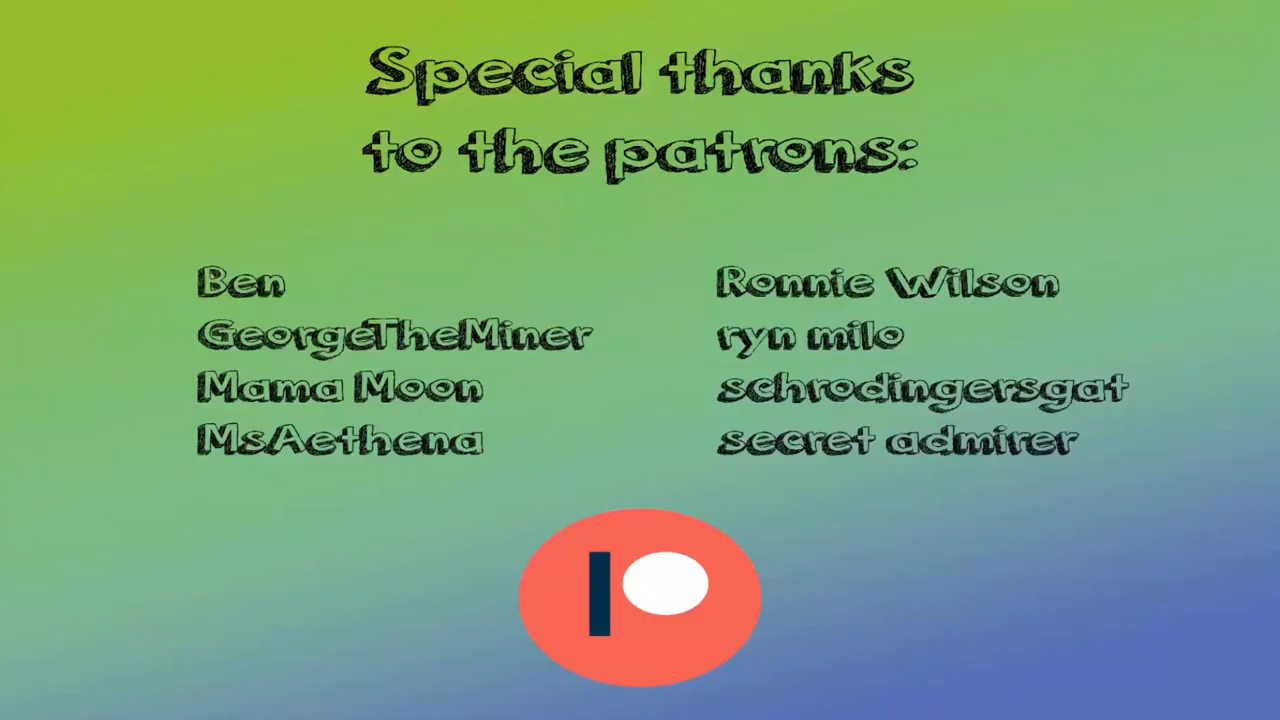 Special thanks
to the patrons:
Ben
GeorgeTheMiner
Mama Moon
MsAethena
Ronnie Wilson
ryn milo
schrodingersgat
secret admirer